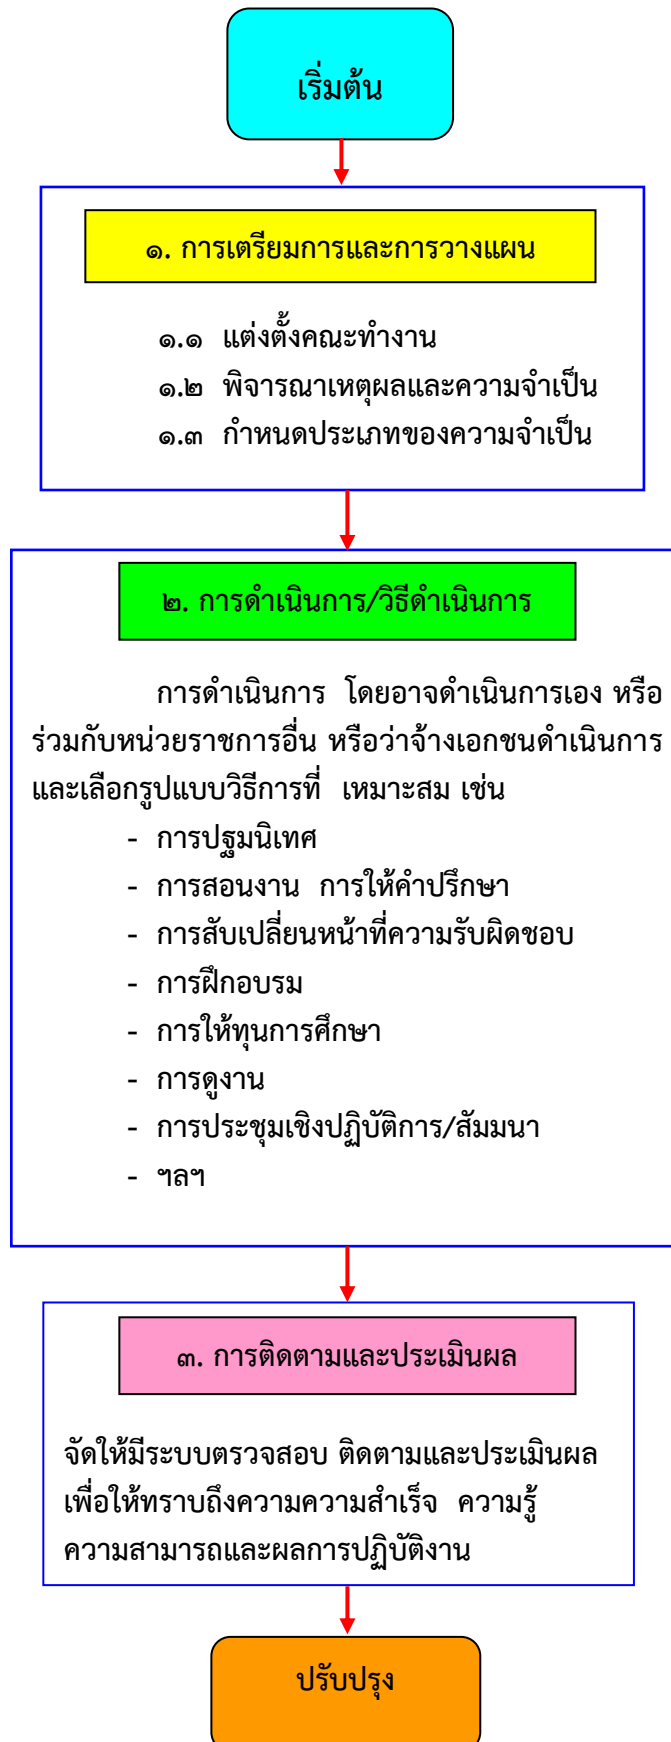 เริ่มต้น
๑. การเตรียมการและการวางแผน
๑.๑ แต่งตั้งคณะทำงาน
๑.๒ พิจารณาเหตุผลและความจำเป็น
๑.๓ กำหนดประเภทของความจำเป็น
๒. การดำเนินการ/วิธีดำเนินการ
การดำเนินการ โดยอาจดำเนินการเอง หรือ
ร่วมกับหน่วยราชการอื่น หรือว่าจ้างเอกชนดำเนินการ
และเลือกรูปแบบวิธีการที่ เหมาะสม เช่น
- การปฐมนิเทศ
- การสอนงาน การให้คำปรึกษา
- การสับเปลี่ยนหน้าที่ความรับผิดชอบ
- การฝึกอบรม
- การให้ทุนการศึกษา
- การดูงาน
- การประชุมเชิงปฏิบัติการ/สัมมนา
- ฯลฯ
๓. การติดตามและประเมินผล
จัดให้มีระบบตรวจสอบ ติดตามและประเมินผล
เพื่อให้ทราบถึงความความสำเร็จ ความรู้
ความสามารถและผลการปฏิบัติงาน
ปรับปรุง